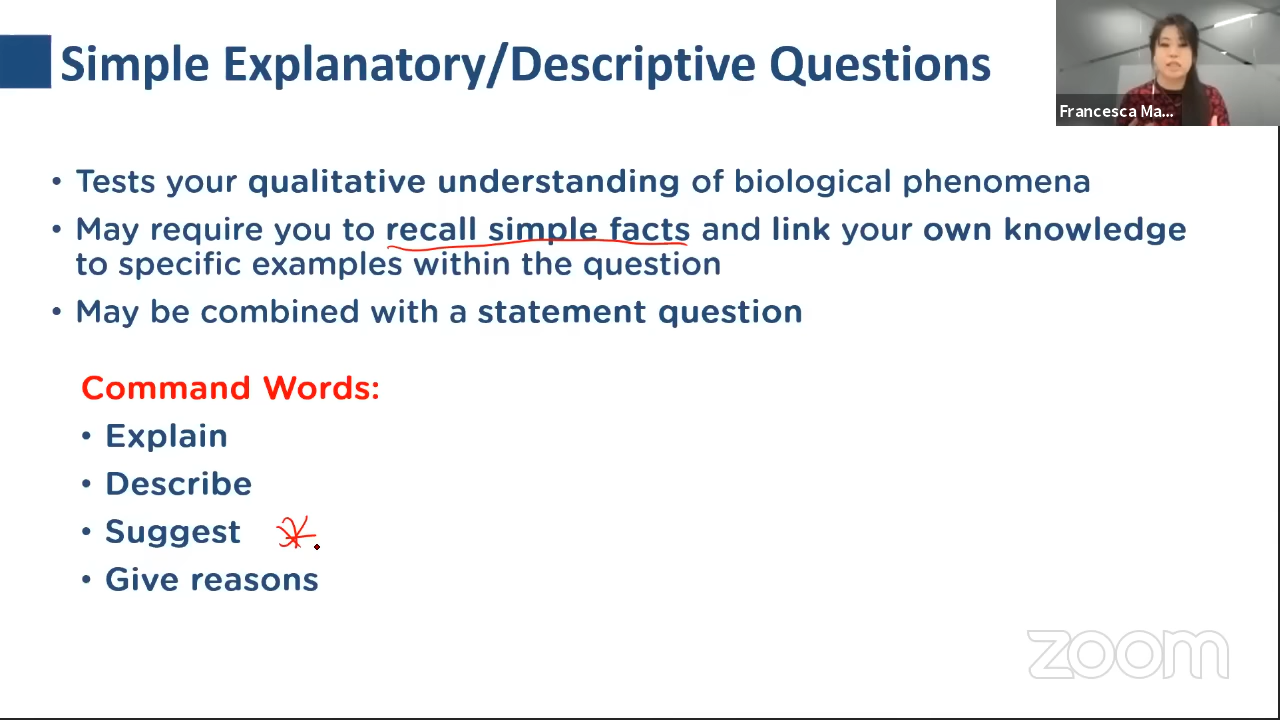 Simple Explanatory/Descriptive Questions
Francesca Ma...
• Tests your qualitative understanding of biological phenomena
• May require you to recall simple facts and link your own knowledge
to specific examples within the question
• May be combined with a statement question
Command Words:
• Explain
• Describe
• Suggest
• Give reasons
zoom